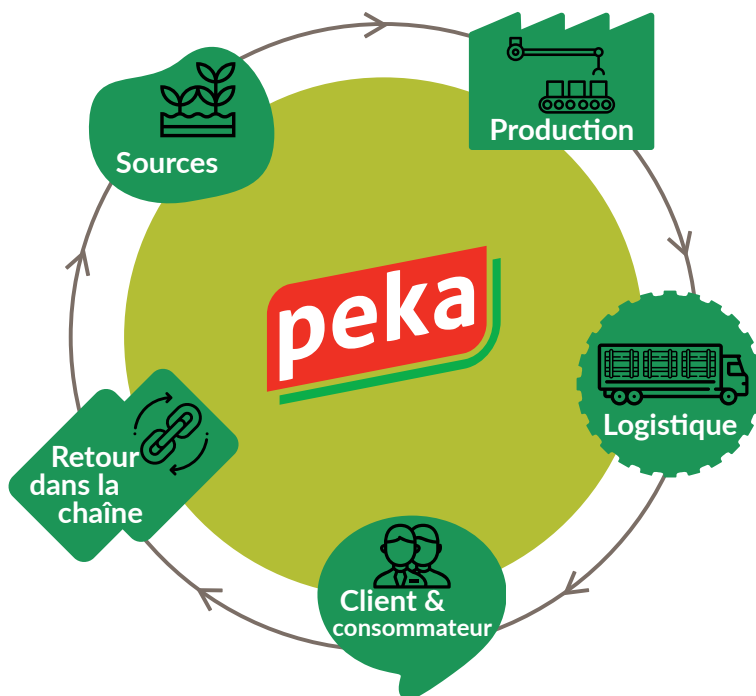 Sources
Production
peka
Logistique
Retour
dans la
chaîne
Client &
consommateur